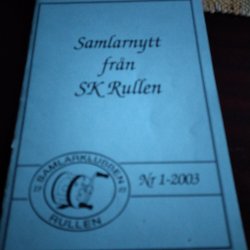 Samlarnytt
från
SK Rullen
Nr 1-2003
SAMLARKLUBBEN
RULLEN